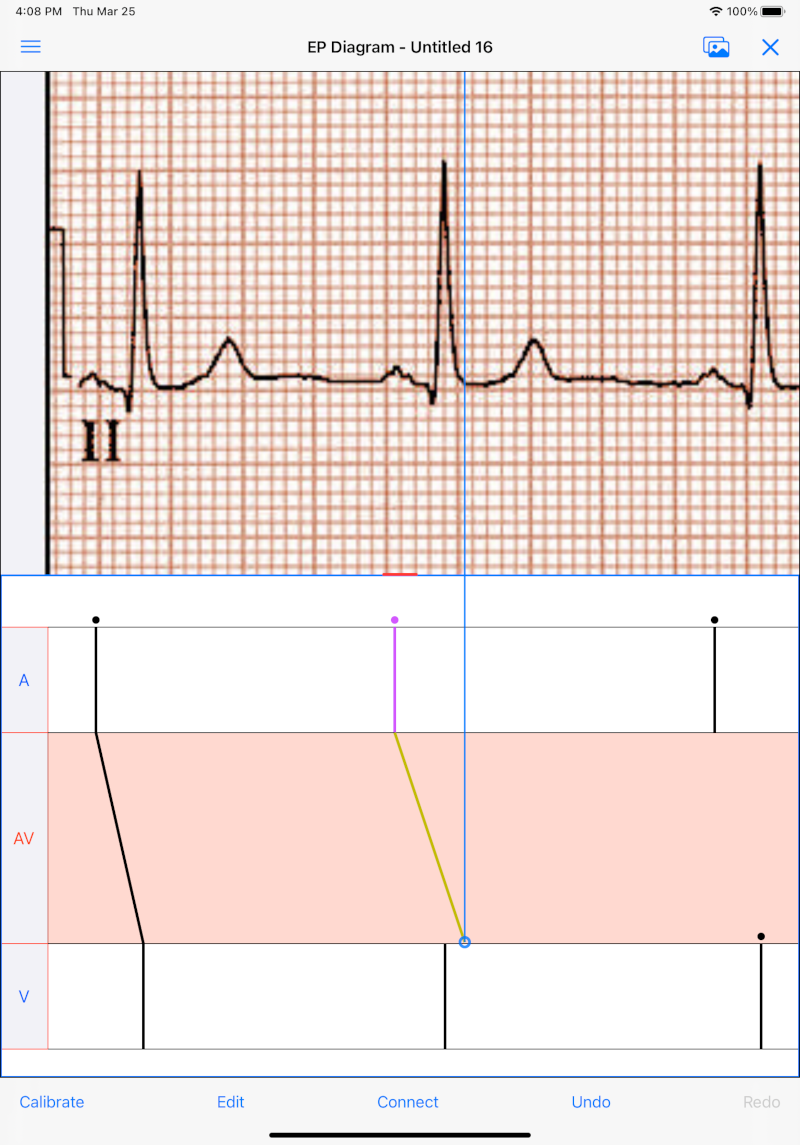 4:08 PM Thu Mar 25 100%
EP Diagram - Untitled 16
II
A
AV
V
Calibrate Edit Connect Undo Redo